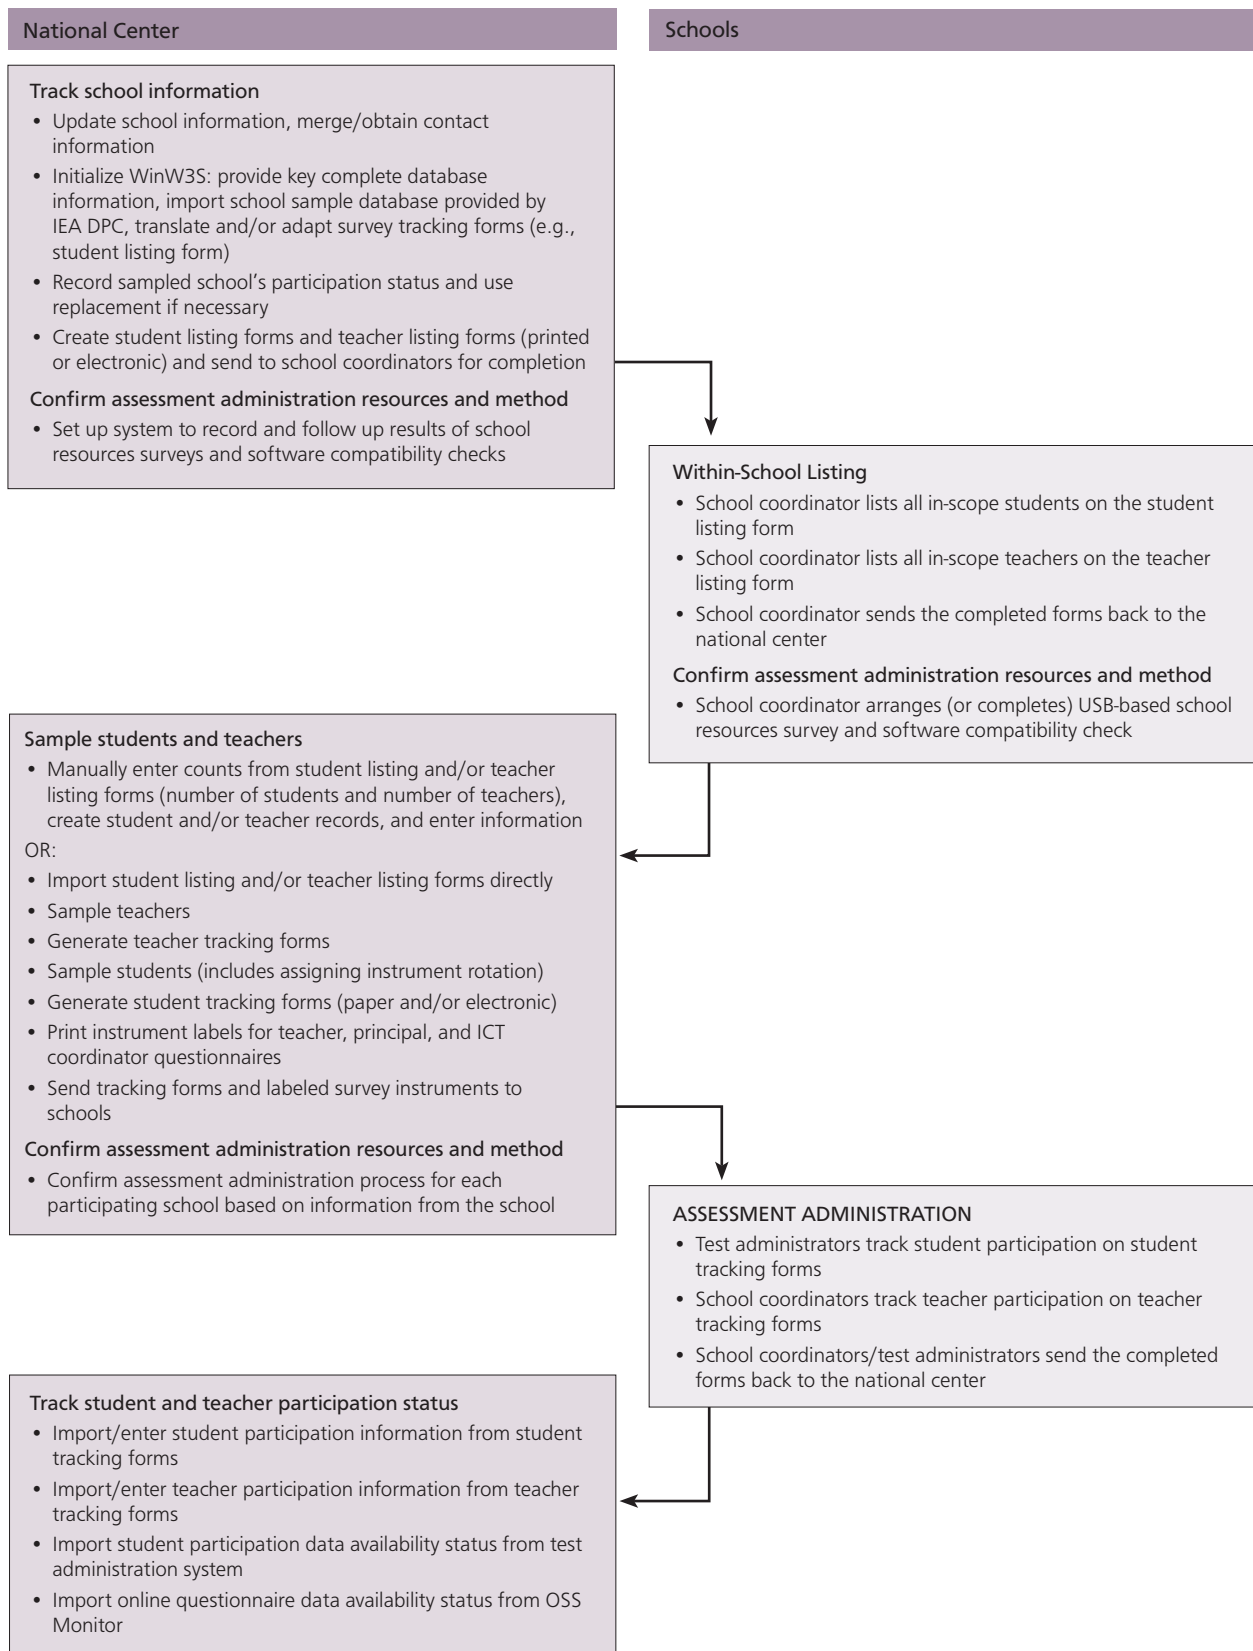 National Center
Schools
Track school information
• Update school information, merge/obtain contact
information
• Initialize WinW3S: provide key complete database
information, import school sample database provided by
IEA DPC, translate and/or adapt survey tracking forms (e.g.,
student listing form)
• Record sampled school's participation status and use
replacement if necessary
• Create student listing forms and teacher listing forms (printed
or electronic) and send to school coordinators for completion
Confirm assessment administration resources and method
• Set up system to record and follow up results of school
resources surveys and software compatibility checks
Within-School Listing
• School coordinator lists all in-scope students on the student
listing form
• School coordinator lists all in-scope teachers on the teacher
listing form
• School coordinator sends the completed forms back to the
national center
Confirm assessment administration resources and method
• School coordinator arranges (or completes) USB-based school
resources survey and software compatibility check
Sample students and teachers
• Manually enter counts from student listing and/or teacher
listing forms (number of students and number of teachers),
create student and/or teacher records, and enter information
OR:
• Import student listing and/or teacher listing forms directly
• Sample teachers
• Generate teacher tracking forms
• Sample students (includes assigning instrument rotation)
• Generate student tracking forms (paper and/or electronic)
• Print instrument labels for teacher, principal, and ICT
coordinator questionnaires
• Send tracking forms and labeled survey instruments to
schools
Confirm assessment administration resources and method
• Confirm assessment administration process for each
participating school based on information from the school
ASSESSMENT ADMINISTRATION
• Test administrators track student participation on student
tracking forms
• School coordinators track teacher participation on teacher
tracking forms
• School coordinators/test administrators send the completed
forms back to the national center
Track student and teacher participation status
• Import/enter student participation information from student
tracking forms
• Import/enter teacher participation information from teacher
tracking forms
• Import student participation data availability status from test
administration system
• Import online questionnaire data availability status from OSS
Monitor